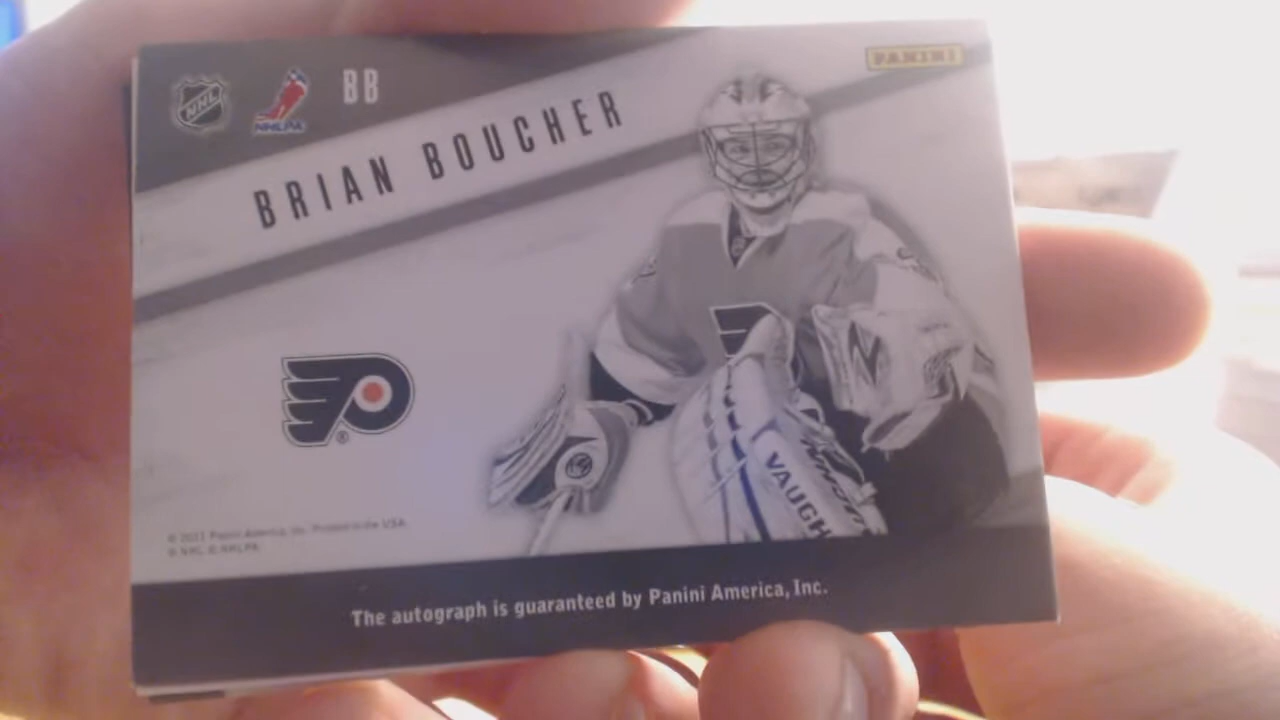 NHL
NHLPA
BB
PANINI
BRIAN BOUCHER
VAUGH
© 2011 Panini America, Inc. Printed in the USA.
© NHL © NHLPA
The autograph is guaranteed by Panini America, Inc.